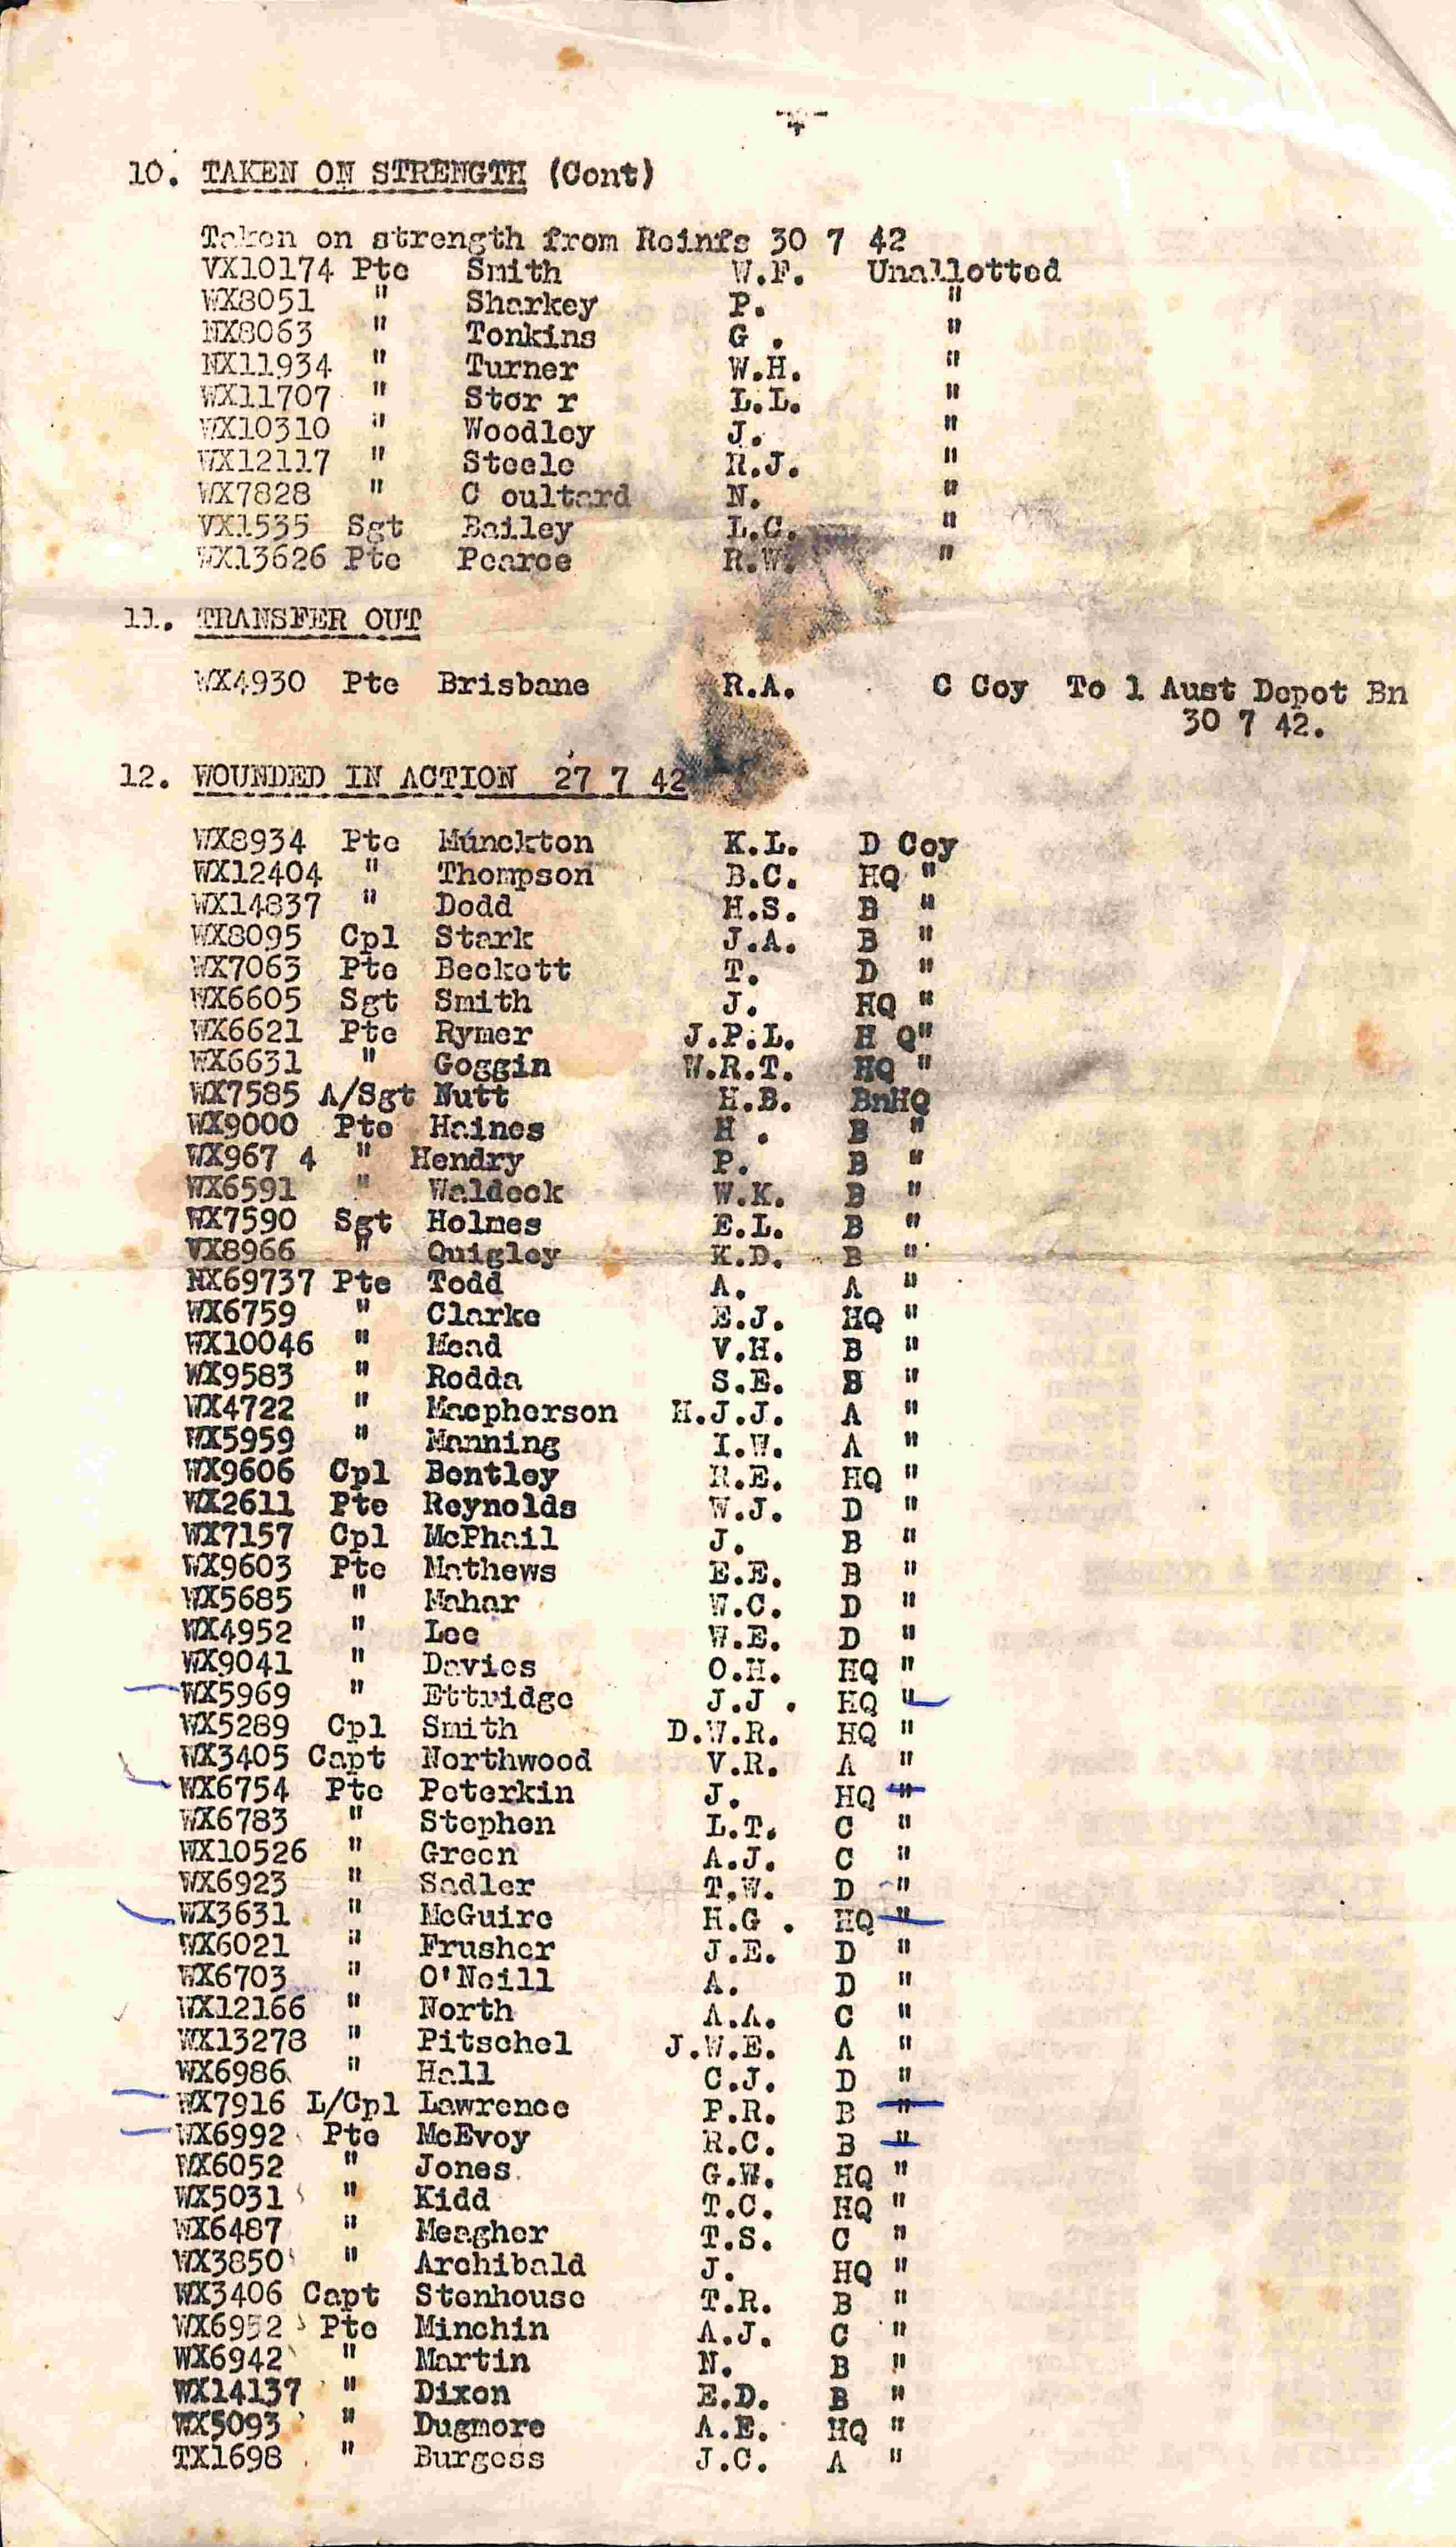 -4-
10. TAKEN ON STRENGTH (Cont)
Taken on strength from Reinfs 30 7 42
VX10174 Pte Smith W.F. Unallotted
WX8051 " Sharkey P. "
NX8063 " Tonkins G . "
NX11934 " Turner W.H. "
WX11707 " Stor r L.L. "
WX10310 " Woodley J. "
WX12117 " Steele R.J. "
WX7828 " C oultard N. "
VX1535 Sgt Bailey L.C. "
WX13626 Pte Pearce R.W. "
11. TRANSFER OUT
WX4930 Pte Brisbane R.A. C Coy To 1 Aust Depot Bn
30 7 42.
12. WOUNDED IN ACTION 27 7 42
WX8934 Pte Munckton K.L. D Coy
WX12404 " Thompson B.C. HQ "
WX14837 " Dodd H.S. B "
WX8095 Cpl Stark J.A. B "
WX7063 Pte Beckett T. D "
WX6605 Sgt Smith J. HQ "
WX6621 Pte Rymer J.P.L. H Q"
WX6631 " Goggin W.R.T. HQ "
WX7585 A/Sgt Nutt H.B. BnHQ
WX9000 Pte Haines H . B "
WX967 4 " Hendry P. B "
WX6591 " Waldeck W.K. B "
WX7590 Sgt Holmes E.L. B "
VX8966 " Quigley K.D. B "
NX69737 Pte Todd A. A "
WX6759 " Clarke E.J. HQ "
WX10046 " Mead V.H. B "
WX9583 " Rodda S.E. B "
WX4722 " Macpherson H.J.J. A "
WX5959 " Manning I.W. A "
WX9606 Cpl Bentley R.E. HQ "
WX2611 Pte Reynolds W.J. D "
WX7157 Cpl McPhail J. B "
WX9603 Pte Mathews E.E. B "
WX5685 " Mahar W.C. D "
WX4952 " Lee W.E. D "
WX9041 " Davies O.H. HQ "
WX5969 " Ettridge J.J . HQ "
WX5289 Cpl Smith D.W.R. HQ "
WX3405 Capt Northwood V.R. A "
WX6754 Pte Peterkin J. HQ "
WX6783 " Stephen L.T. C "
WX10526 " Green A.J. C "
WX6923 " Sadler T.W. D "
WX3631 " McGuire H.G . HQ "
WX6021 " Frusher J.E. D "
WX6703 " O'Neill A. D "
WX12166 " North A.A. C "
WX13278 " Pitschel J.W.E. A "
WX6986 " Hall C.J. D "
WX7916 L/Cpl Lawrence P.R. B "
WX6992 Pte McEvoy R.C. B "
WX6052 " Jones G.W. HQ "
WX5031 " Kidd T.C. HQ "
WX6487 " Meagher T.S. C "
WX3850 " Archibald J. HQ "
WX3406 Capt Stenhouse T.R. B "
WX6952 Pte Minchin A.J. C "
WX6942 " Martin N. B "
WX14137 " Dixon E.D. B "
WX5093 " Dugmore A.E. HQ "
TX1698 " Burgess J.C. A "